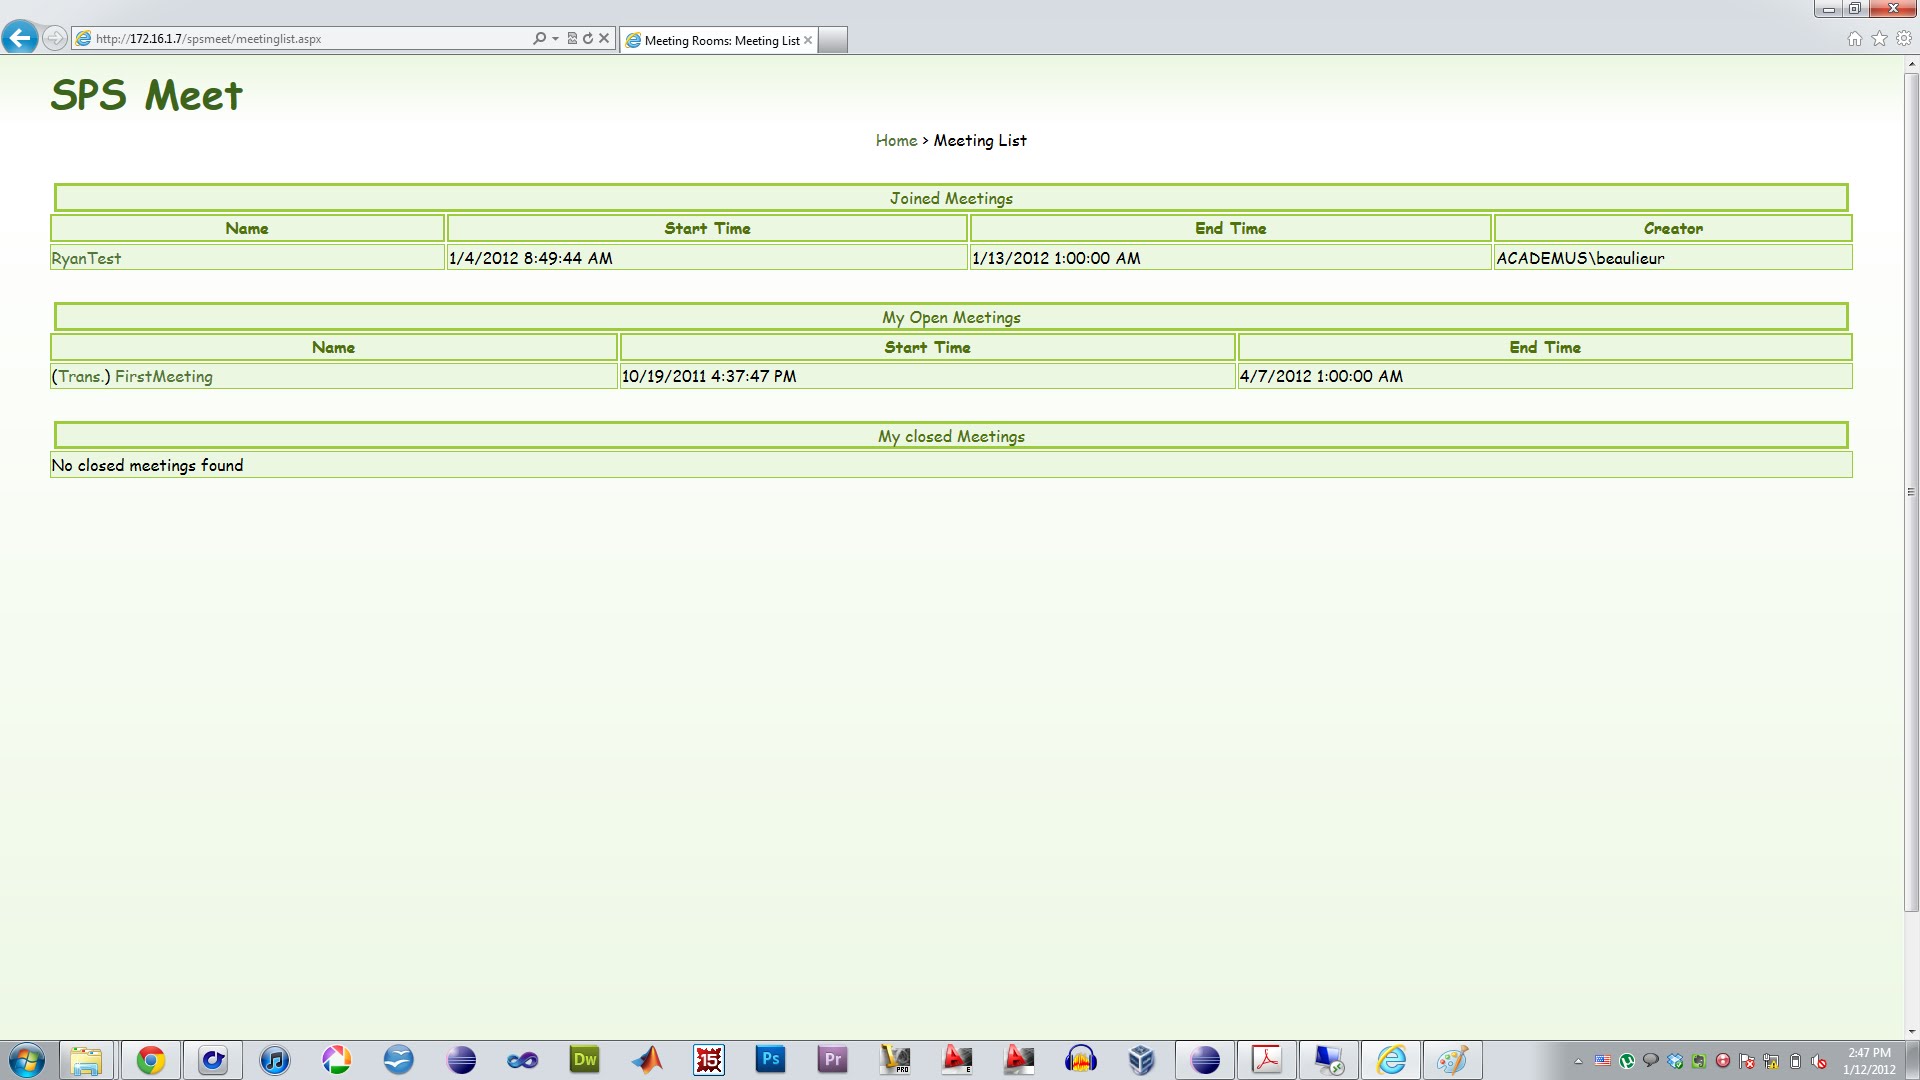 http://172.16.1.7/spsmeet/meetinglist.aspx
Meeting Rooms: Meeting List
SPS Meet
Home > Meeting List
Joined Meetings
Name Start Time End Time Creator
RyanTest 1/4/2012 8:49:44 AM 1/13/2012 1:00:00 AM ACADEMUS\beaulieur
My Open Meetings
Name Start Time End Time
(Trans.) FirstMeeting 10/19/2011 4:37:47 PM 4/7/2012 1:00:00 AM
My closed Meetings
No closed meetings found
Dw 15 Ps Pr PRO E
2:47 PM
1/12/2012